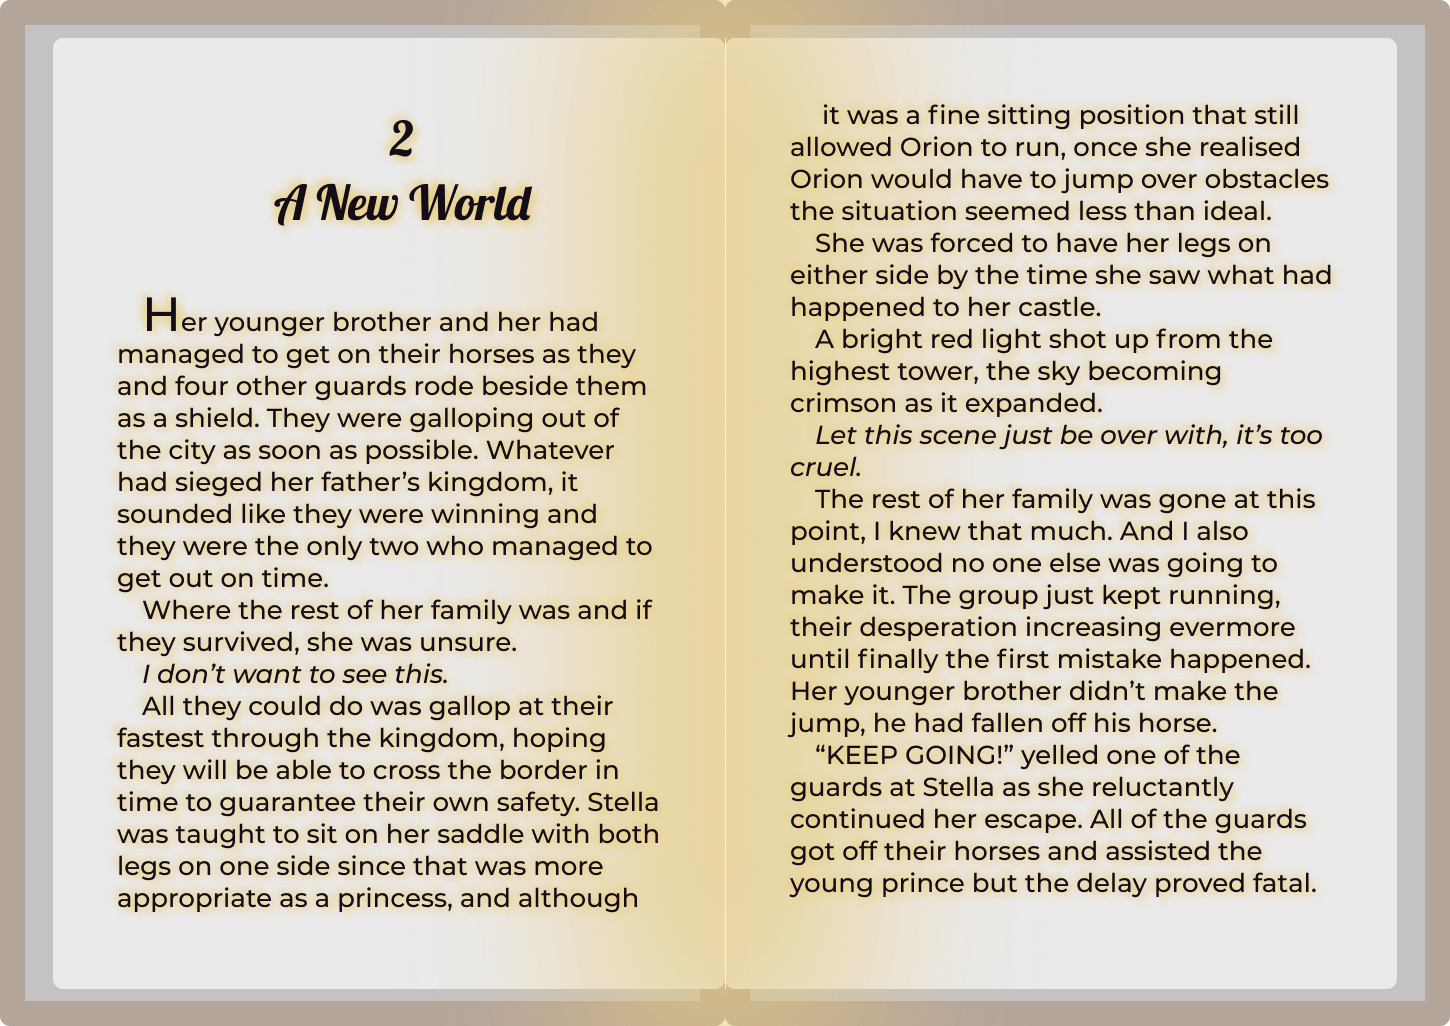 2
A New World
Her younger brother and her had
managed to get on their horses as they
and four other guards rode beside them
as a shield. They were galloping out of
the city as soon as possible. Whatever
had sieged her father’s kingdom, it
sounded like they were winning and
they were the only two who managed to
get out on time.
Where the rest of her family was and if
they survived, she was unsure.
I don’t want to see this.
All they could do was gallop at their
fastest through the kingdom, hoping
they will be able to cross the border in
time to guarantee their own safety. Stella
was taught to sit on her saddle with both
legs on one side since that was more
appropriate as a princess, and although
it was a fine sitting position that still
allowed Orion to run, once she realised
Orion would have to jump over obstacles
the situation seemed less than ideal.
She was forced to have her legs on
either side by the time she saw what had
happened to her castle.
A bright red light shot up from the
highest tower, the sky becoming
crimson as it expanded.
Let this scene just be over with, it’s too
cruel.
The rest of her family was gone at this
point, I knew that much. And I also
understood no one else was going to
make it. The group just kept running,
their desperation increasing evermore
until finally the first mistake happened.
Her younger brother didn’t make the
jump, he had fallen off his horse.
“KEEP GOING!” yelled one of the
guards at Stella as she reluctantly
continued her escape. All of the guards
got off their horses and assisted the
young prince but the delay proved fatal.